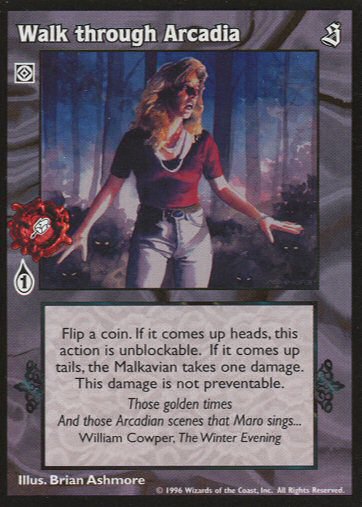 Walk through Arcadia
1
Flip a coin. If it comes up heads, this
action is unblockable. If it comes up
tails, the Malkavian takes one damage.
This damage is not preventable.
Those golden times
And those Arcadian scenes that Maro sings...
William Cowper, The Winter Evening
Illus. Brian Ashmore
© 1996 Wizards of the Coast, Inc. All Rights Reserved.